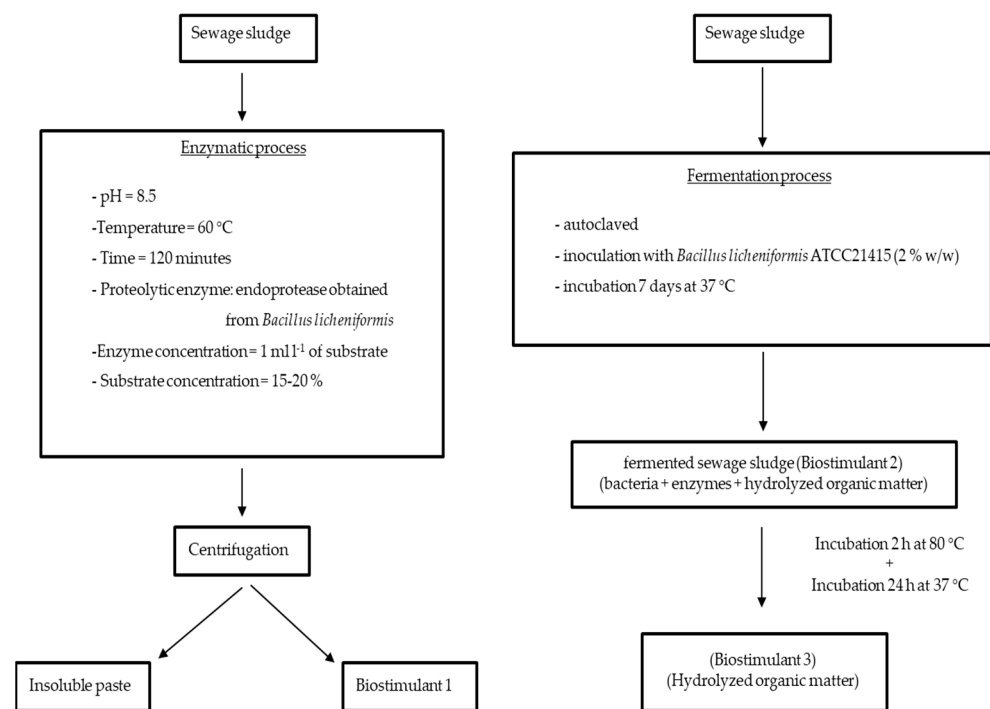 Sewage sludge
Enzymatic process
- pH = 8.5
-Temperature = 60 °C
- Time = 120 minutes
- Proteolytic enzyme: endoprotease obtained
from Bacillus licheniformis
-Enzyme concentration = 1 ml l-1 of substrate
- Substrate concentration = 15-20 %
Centrifugation
Insoluble paste
Biostimulant 1
Sewage sludge
Fermentation process
- autoclaved
- inoculation with Bacillus licheniformis ATCC21415 (2 % w/w)
- incubation 7 days at 37 °C
fermented sewage sludge (Biostimulant 2)
(bacteria + enzymes + hydrolyzed organic matter)
Incubation 2 h at 80 °C
+
Incubation 24 h at 37 °C
(Biostimulant 3)
(Hydrolyzed organic matter)